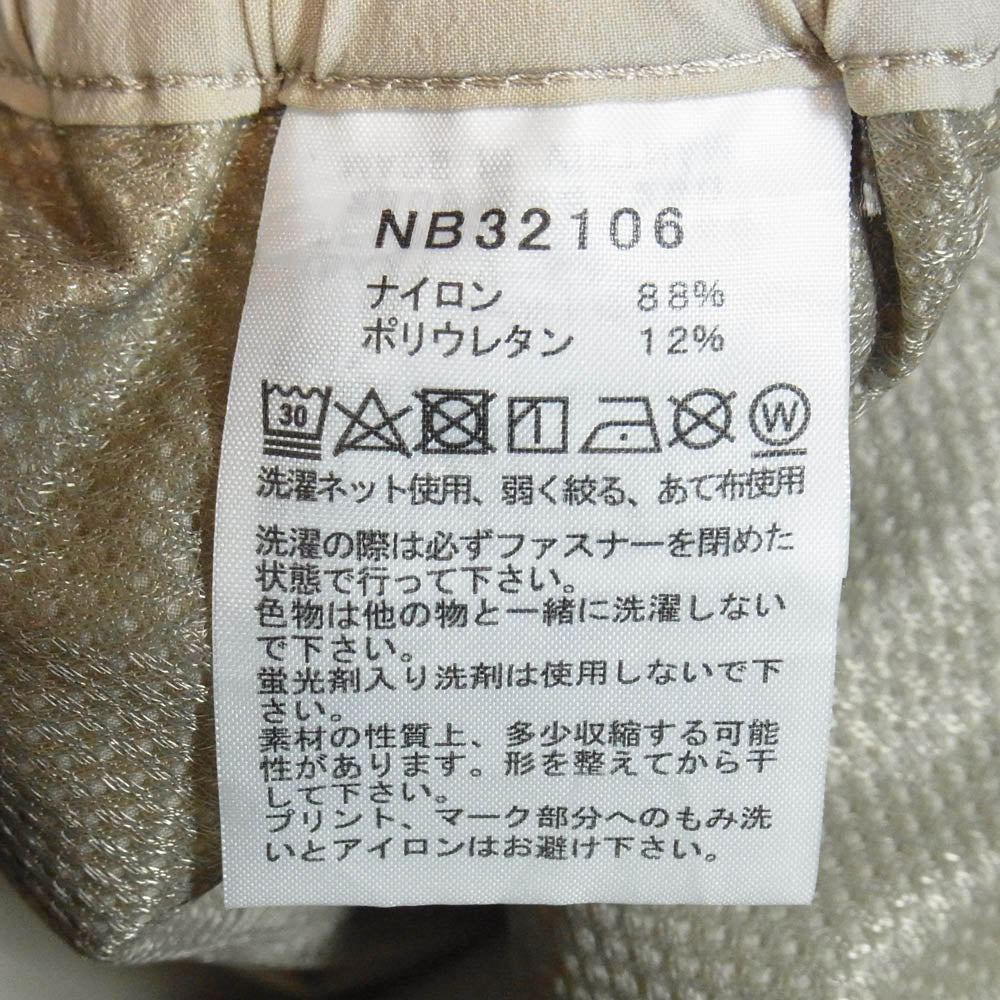 NB32106
ナイロン 88%
ポリウレタン 12%
30 W
洗濯ネット使用、弱く絞る、あて布使用
洗濯の際は必ずファスナーを閉めた
状態で行って下さい。
色物は他の物と一緒に洗濯しない
で下さい。
蛍光剤入り洗剤は使用しないで下
さい。
素材の性質上、多少収縮する可能
性があります。形を整えてから干
して下さい。
プリント、マーク部分へのもみ洗
いとアイロンはお避け下さい。